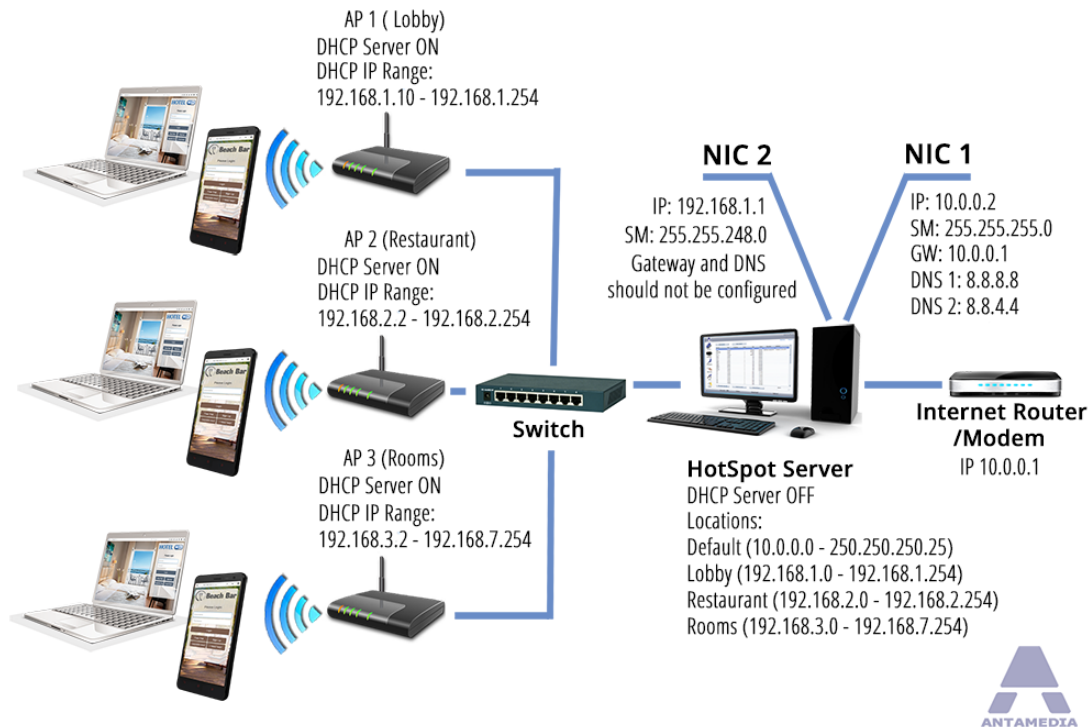 AP 1 ( Lobby)
DHCP Server ON
DHCP IP Range:
192.168.1.10 - 192.168.1.254
Beach Bar
AP 2 (Restaurant)
DHCP Server ON
DHCP IP Range:
192.168.2.2 - 192.168.2.254
Beach Bar
AP 3 (Rooms)
DHCP Server ON
DHCP IP Range:
192.168.3.2 - 192.168.7.254
Beach Bar
Switch
NIC 2
IP: 192.168.1.1
SM: 255.255.248.0
Gateway and DNS
should not be configured
NIC 1
IP: 10.0.0.2
SM: 255.255.255.0
GW: 10.0.0.1
DNS 1: 8.8.8.8
DNS 2: 8.8.4.4
Internet Router
/Modem
IP 10.0.0.1
HotSpot Server
DHCP Server OFF
Locations:
Default (10.0.0.0 - 250.250.250.25)
Lobby (192.168.1.0 - 192.168.1.254)
Restaurant (192.168.2.0 - 192.168.2.254)
Rooms (192.168.3.0 - 192.168.7.254)
ANTAMEDIA